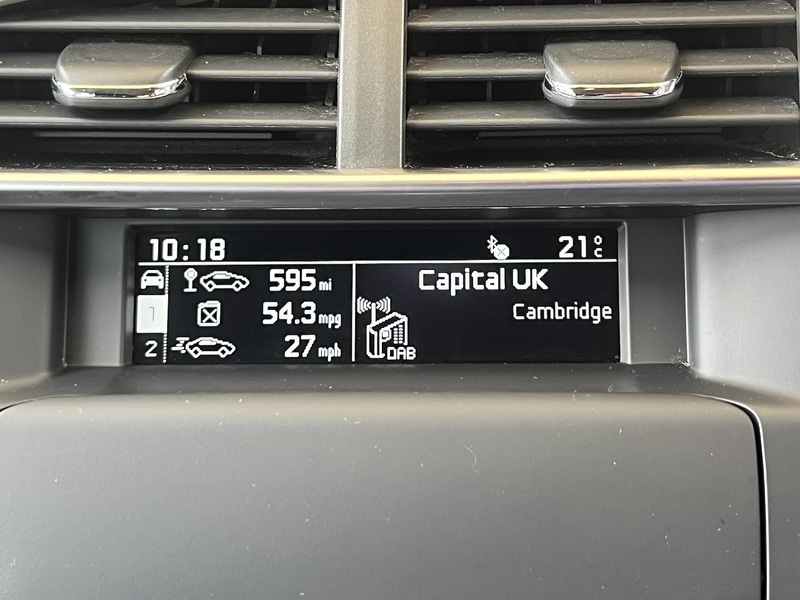 10:18 21°C
595 mi
1 54.3 mpg
2 27 mph
Capital UK
Cambridge
DAB